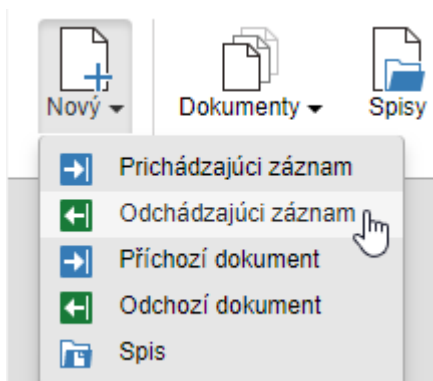 Nový
Dokumenty
Spisy
Prichádzajúci záznam
Odchádzajúci záznam
Příchozí dokument
Odchozí dokument
Spis